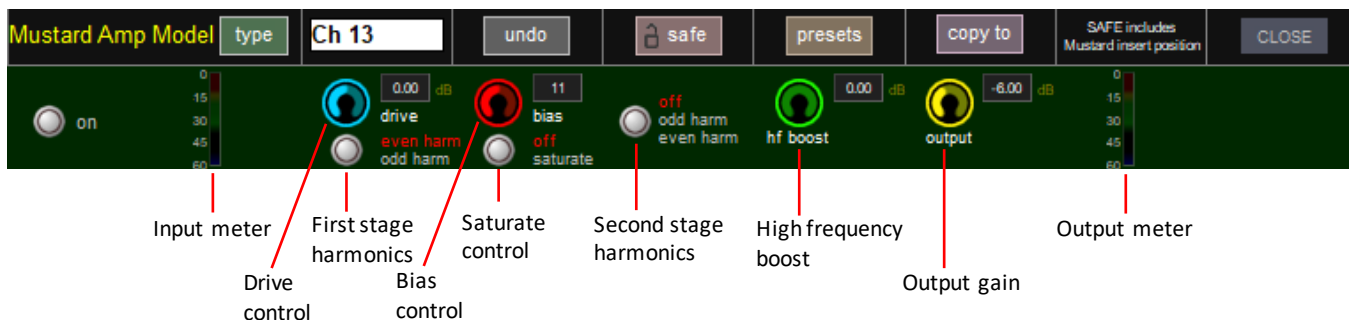 Mustard Amp Model type Ch 13 undo safe presets copy to SAFE includes CLOSE
Mustard insert position
on
0
15
30
45
60
0.00 dB
drive
even harm
odd harm
11
bias
off
saturate
off
odd harm
even harm
0.00 dB
hf boost
-6.00 dB
output
0
15
30
45
60
Input meter
Drive
control
First stage
harmonics
Bias
control
Saturate
control
Second stage
harmonics
High frequency
boost
Output gain
Output meter